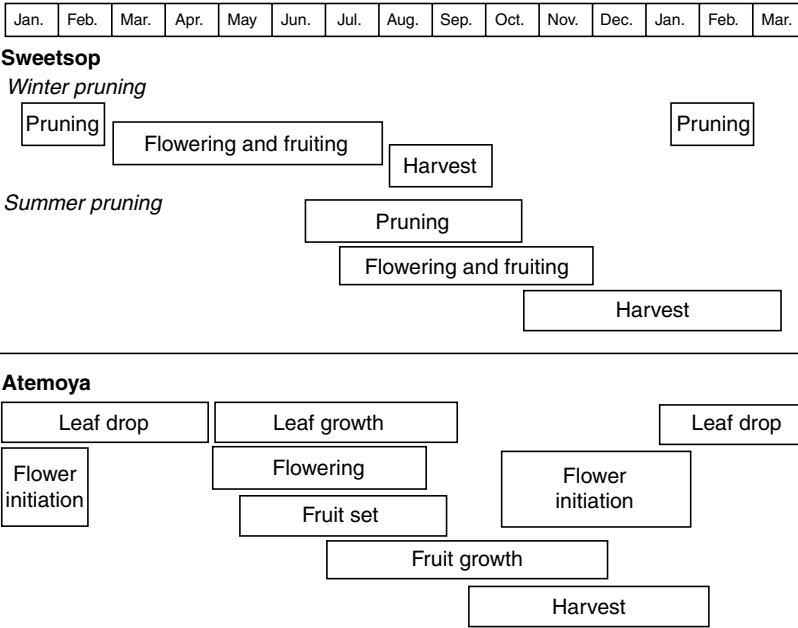 Jan. Feb. Mar. Apr. May Jun. Jul. Aug. Sep. Oct. Nov. Dec. Jan. Feb. Mar.
Sweetsop
Winter pruning
Pruning
Pruning
Flowering and fruiting
Harvest
Summer pruning
Pruning
Flowering and fruiting
Harvest
Atemoya
Leaf drop
Leaf growth
Leaf drop
Flower
initiation
Flowering
Flower
initiation
Fruit set
Fruit growth
Harvest